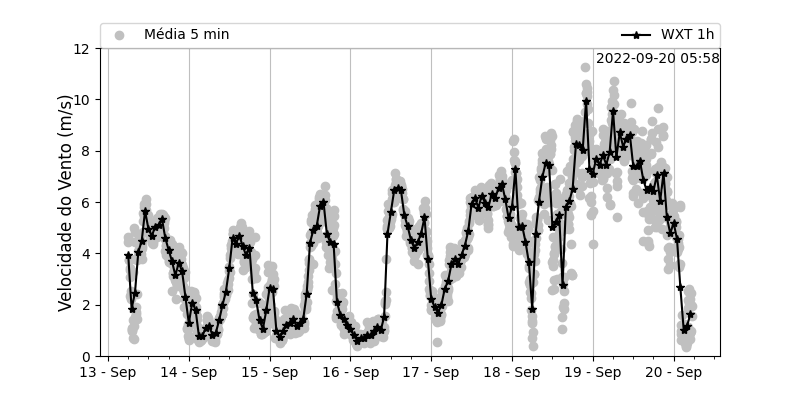 Média 5 min
WXT 1h
2022-09-20 05:58
Velocidade do Vento (m/s)
12
10
8
6
4
2
0
13 - Sep
14 - Sep
15 - Sep
16 - Sep
17 - Sep
18 - Sep
19 - Sep
20 - Sep